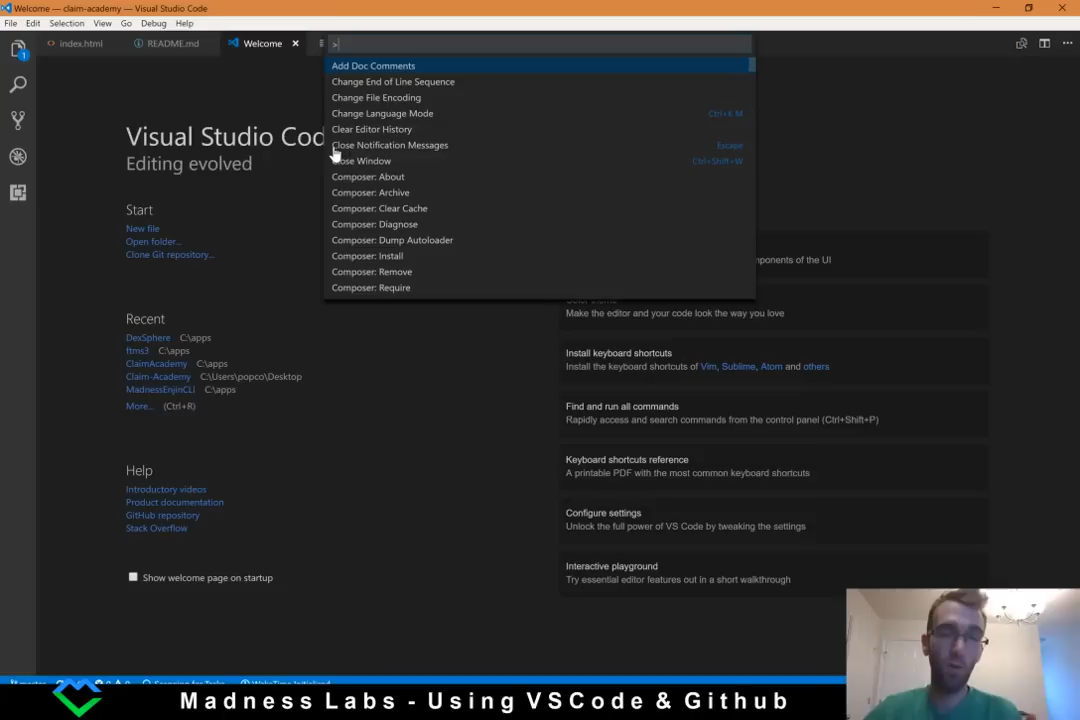 Welcome — claim-academy — Visual Studio Code
File Edit Selection View Go Debug Help
1
index.html
README.md
Welcome
>
Add Doc Comments
Change End of Line Sequence
Change File Encoding
Change Language Mode Ctrl+K M
Clear Editor History
Close Notification Messages Escape
Close Window Ctrl+Shift+W
Composer: About
Composer: Archive
Composer: Clear Cache
Composer: Diagnose
Composer: Dump Autoloader
Composer: Install
Composer: Remove
Composer: Require
Visual Studio Cod
Editing evolved
Start
New file
Open folder...
Clone Git repository...
Recent
DexSphere C:\apps
ftms3 C:\apps
ClaimAcademy C:\apps
Claim-Academy C:\Users\popco\Desktop
MadnessEnjinCLI C:\apps
More... (Ctrl+R)
Help
Introductory videos
Product documentation
GitHub repository
Stack Overflow
Show welcome page on startup
ponents of the UI
Make the editor and your code look the way you love
Install keyboard shortcuts
Install the keyboard shortcuts of Vim, Sublime, Atom and others
Find and run all commands
Rapidly access and search commands from the control panel (Ctrl+Shift+P)
Keyboard shortcuts reference
A printable PDF with the most common keyboard shortcuts
Configure settings
Unlock the full power of VS Code by tweaking the settings
Interactive playground
Try essential editor features out in a short walkthrough
Madness Labs - Using VSCode & Github